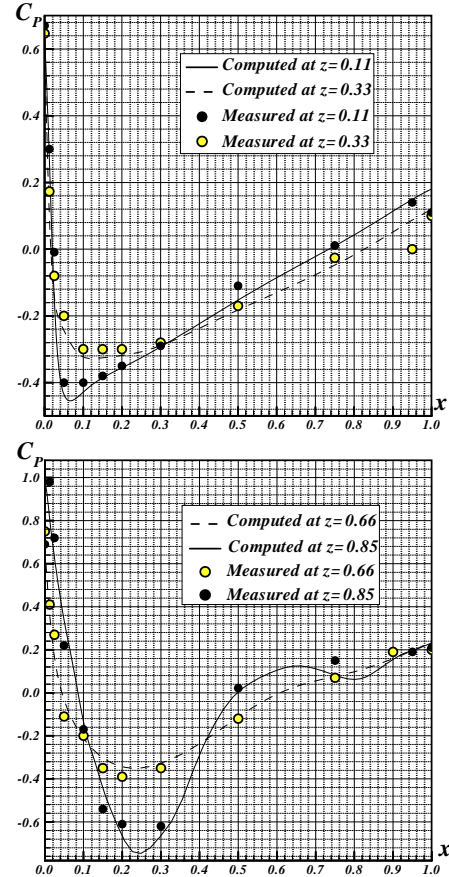 C_P
0.6
0.4
0.2
0.0
-0.2
-0.4
Computed at z=0.11
Computed at z=0.33
Measured at z=0.11
Measured at z=0.33
x
0.0 0.1 0.2 0.3 0.4 0.5 0.6 0.7 0.8 0.9 1.0
C_P
1.0
0.8
0.6
0.4
0.2
0.0
-0.2
-0.4
-0.6
Computed at z=0.66
Computed at z=0.85
Measured at z=0.66
Measured at z=0.85
x
0.0 0.1 0.2 0.3 0.4 0.5 0.6 0.7 0.8 0.9 1.0